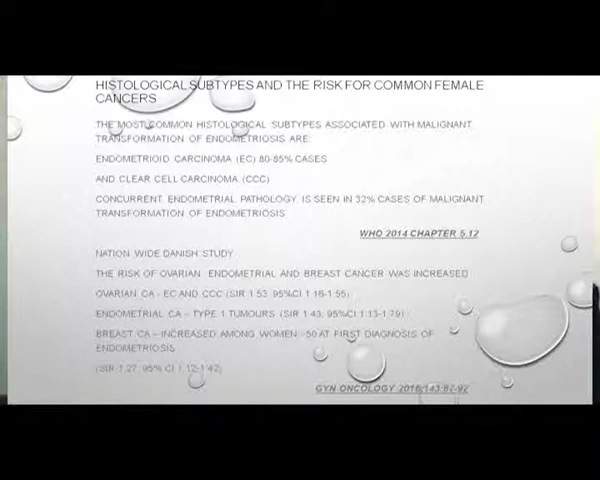 HISTOLOGICAL SUBTYPES AND THE RISK FOR COMMON FEMALE
CANCERS
THE MOST COMMON HISTOLOGICAL SUBTYPES ASSOCIATED WITH MALIGNANT
TRANSFORMATION OF ENDOMETRIOSIS ARE:
ENDOMETRIOID CARCINOMA (EC) 80-85% CASES
AND CLEAR CELL CARCINOMA (CCC)
CONCURRENT ENDOMETRIAL PATHOLOGY IS SEEN IN 32% CASES OF MALIGNANT
TRANSFORMATION OF ENDOMETRIOSIS
WHO 2014 CHAPTER 5.12
NATION WIDE DANISH STUDY
THE RISK OF OVARIAN ENDOMETRIAL AND BREAST CANCER WAS INCREASED
OVARIAN CA - EC AND CCC (SIR 1.53; 95%CI 1.16-1.55)
ENDOMETRIAL CA – TYPE 1 TUMOURS (SIR 1.43; 95%CI 1.13-1.79)
BREAST CA – INCREASED AMONG WOMEN 50 AT FIRST DIAGNOSIS OF
ENDOMETRIOSIS
(SIR 1.27; 95% CI 1.12-1.42)
GYN ONCOLOGY 2016;143:87-92